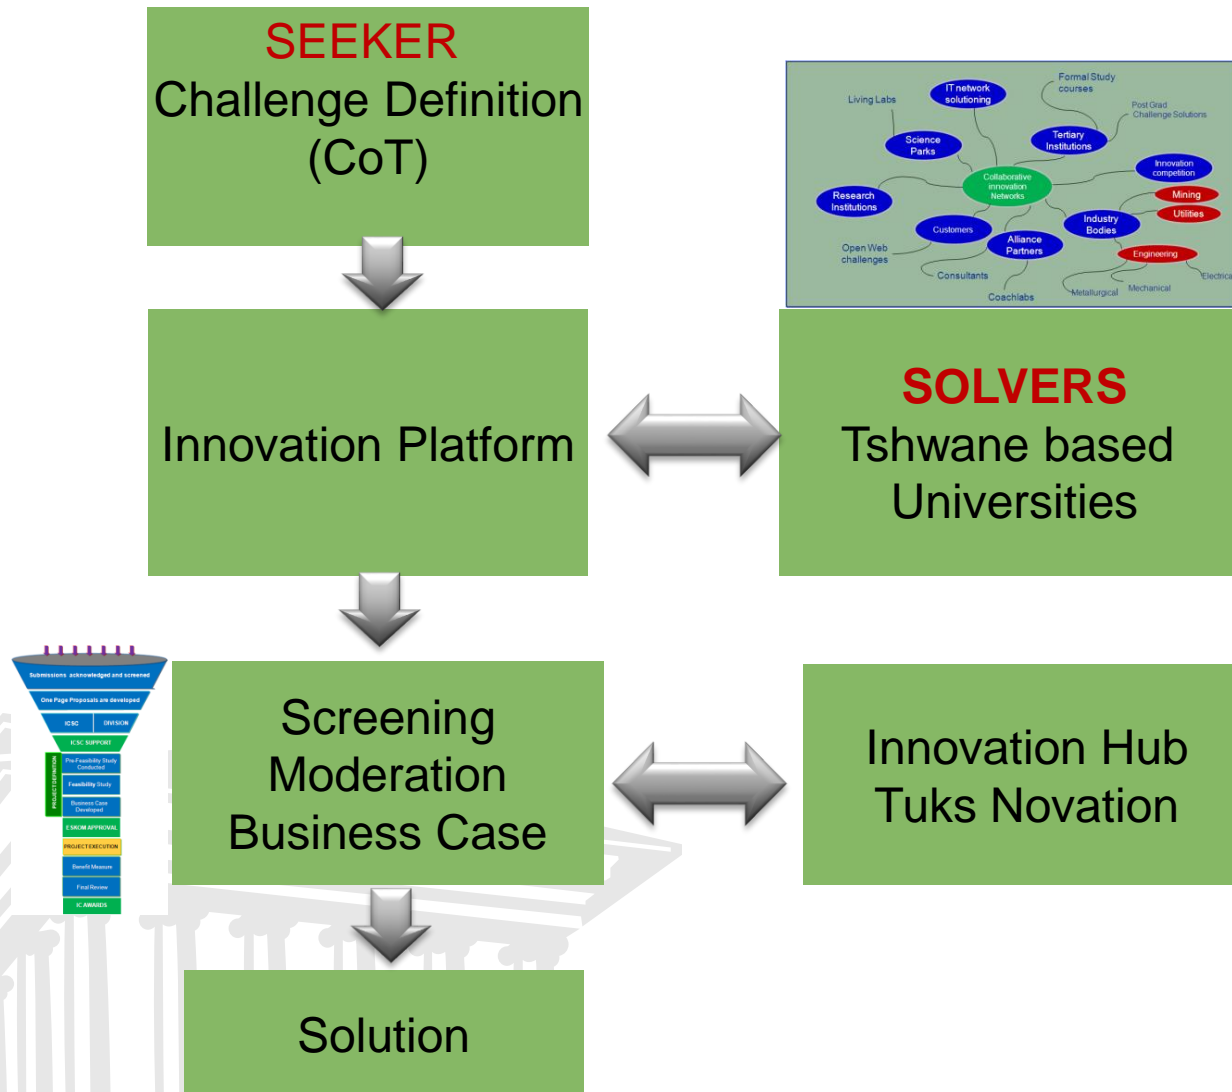 SEEKER
Challenge Definition
(CoT)
Living Labs
IT network
solutioning
Formal Study
courses
Post Grad
Challenge Solutions
Science
Parks
Tertiary
Institutions
Innovation
competition
Collaborative
innovation
Networks
Research
Institutions
Mining
Utilities
Customers
Industry
Bodies
Alliance
Partners
Open Web
challenges
Engineering
Consultants
Electrica
Coachlabs
Metallurgical
Mechanical
Innovation Platform
SOLVERS
Tshwane based
Universities
Submissions acknowledged and screened
One Page Proposals are developed
ICSC
DIVISION
ICSC SUPPORT
PROJECT DEFINITION
Pre-Feasibility Study
Conducted
Feasibility Study
Business Case
Developed
ESKOM APPROVAL
PROJECT EXECUTION
Benefit Measure
Final Review
IC AWARDS
Screening
Moderation
Business Case
Innovation Hub
Tuks Novation
Solution